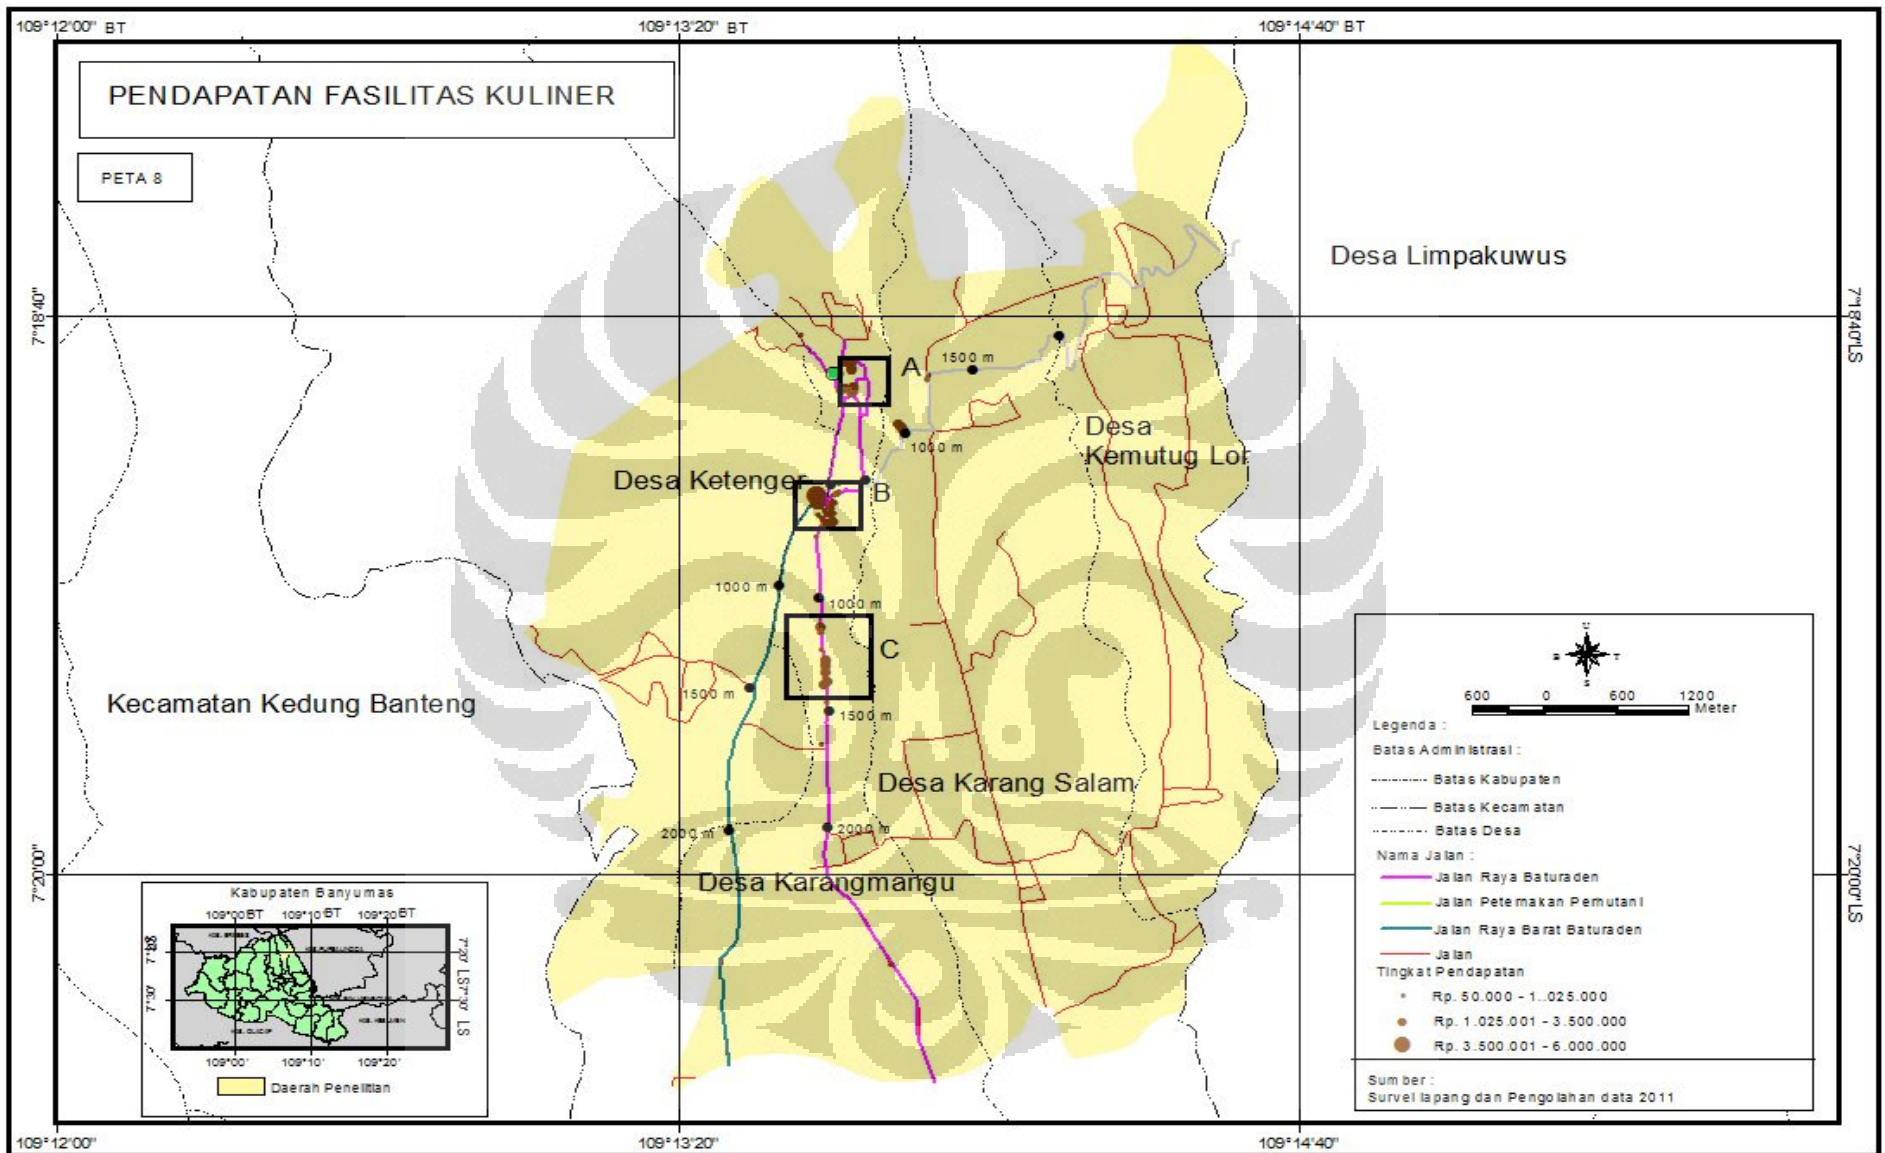 109°12'00" BT
109°13'20" BT
109°14'40" BT
PENDAPATAN FASILITAS KULINER
PETA 8
Desa Limpakuwus
7°18'40"
7°18'40" LS
A
1500 m
1000 m
Desa
Kemutug Lor
Desa Ketenger
B
1000 m
1000 m
C
1500 m
1500 m
Kecamatan Kedung Banteng
Desa Karang Salam
2000 m
2000 m
7°20'00"
7°20'00" LS
Desa Karangmangu
Kabupaten Banyumas
109°00' BT
109°10' BT
109°20' BT
7°30'
7°30' LS
109°00'
109°10'
109°20'
Daerah Penelitian
U
B
T
S
600 0 600 1200
Meter
Legenda :
Batas Administrasi :
Batas Kabupaten
Batas Kecamatan
Batas Desa
Nama Jalan :
Jalan Raya Baturaden
Jalan Peternakan Perhutani
Jalan Raya Barat Baturaden
Jalan
Tingkat Pendapatan
Rp. 50.000 - 1..025.000
Rp. 1.025.001 - 3.500.000
Rp. 3.500.001 - 6.000.000
Sumber :
Survei lapang dan Pengolahan data 2011
109°12'00"
109°13'20"
109°14'40"